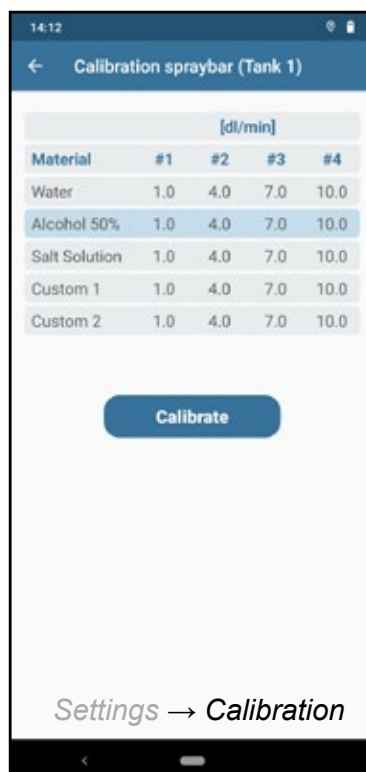 14:12
← Calibration spraybar (Tank 1)
[dl/min]
Material #1 #2 #3 #4
Water 1.0 4.0 7.0 10.0
Alcohol 50% 1.0 4.0 7.0 10.0
Salt Solution 1.0 4.0 7.0 10.0
Custom 1 1.0 4.0 7.0 10.0
Custom 2 1.0 4.0 7.0 10.0
Calibrate
Settings → Calibration